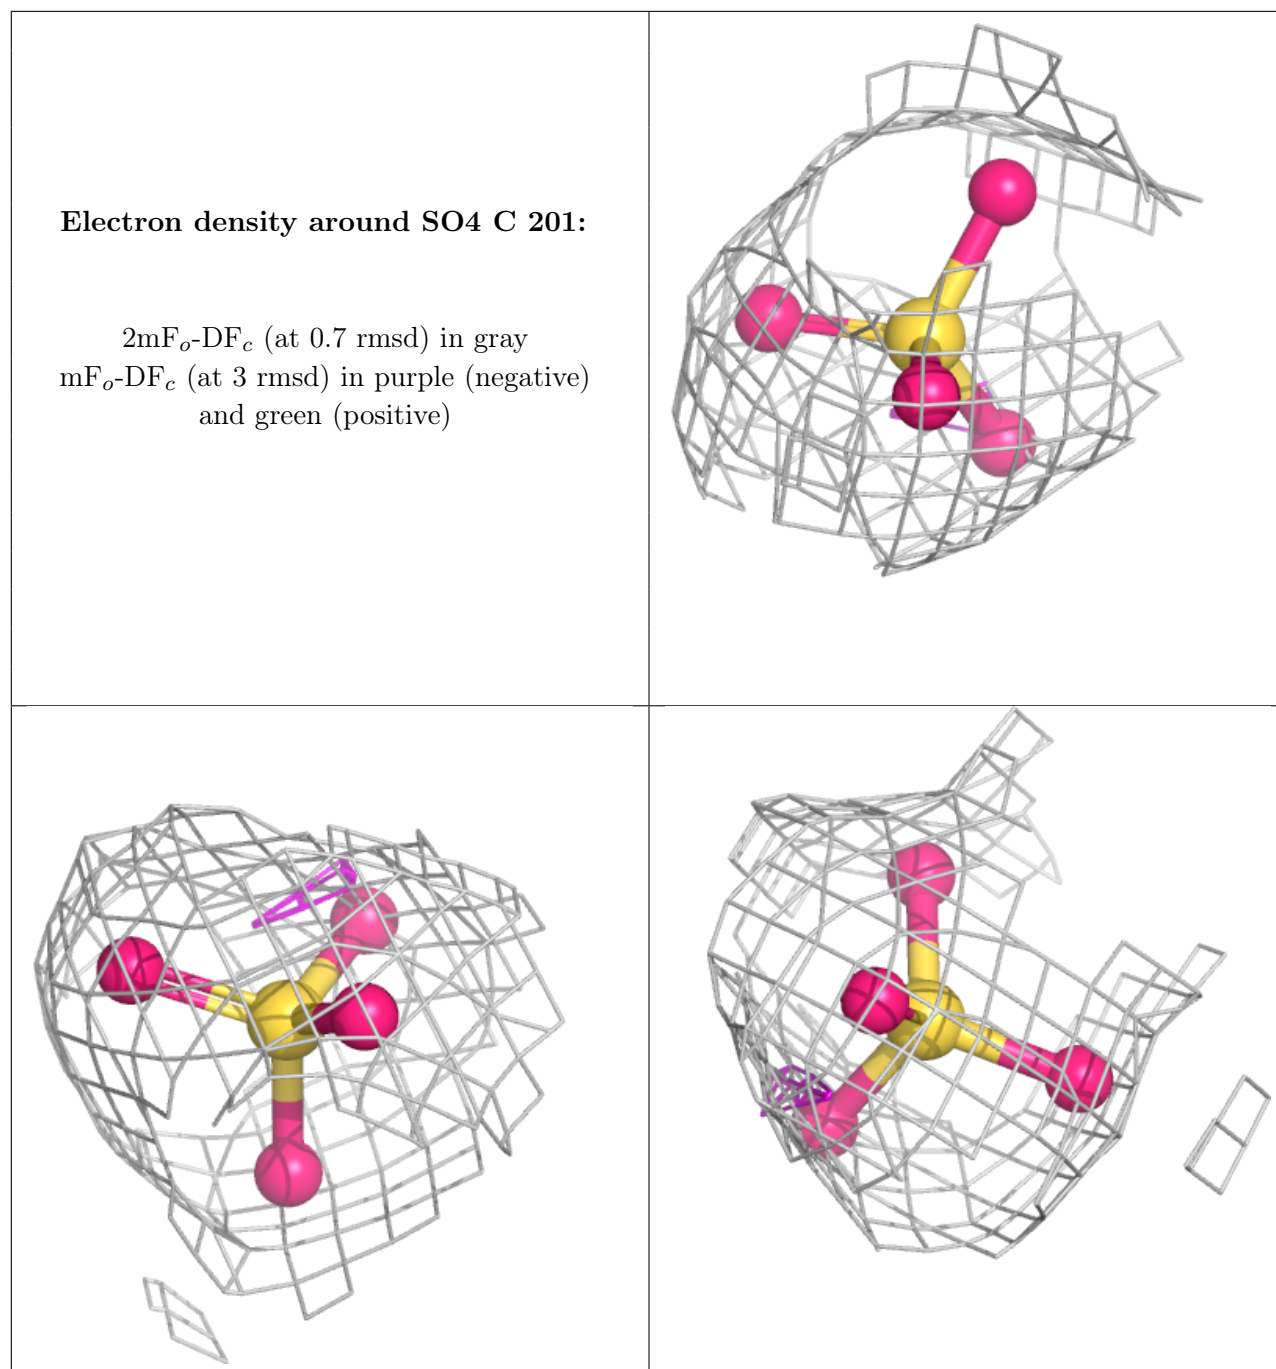 Electron density around SO4 C 201:
2mFo-DFc (at 0.7 rmsd) in gray
mFo-DFc (at 3 rmsd) in purple (negative)
and green (positive)